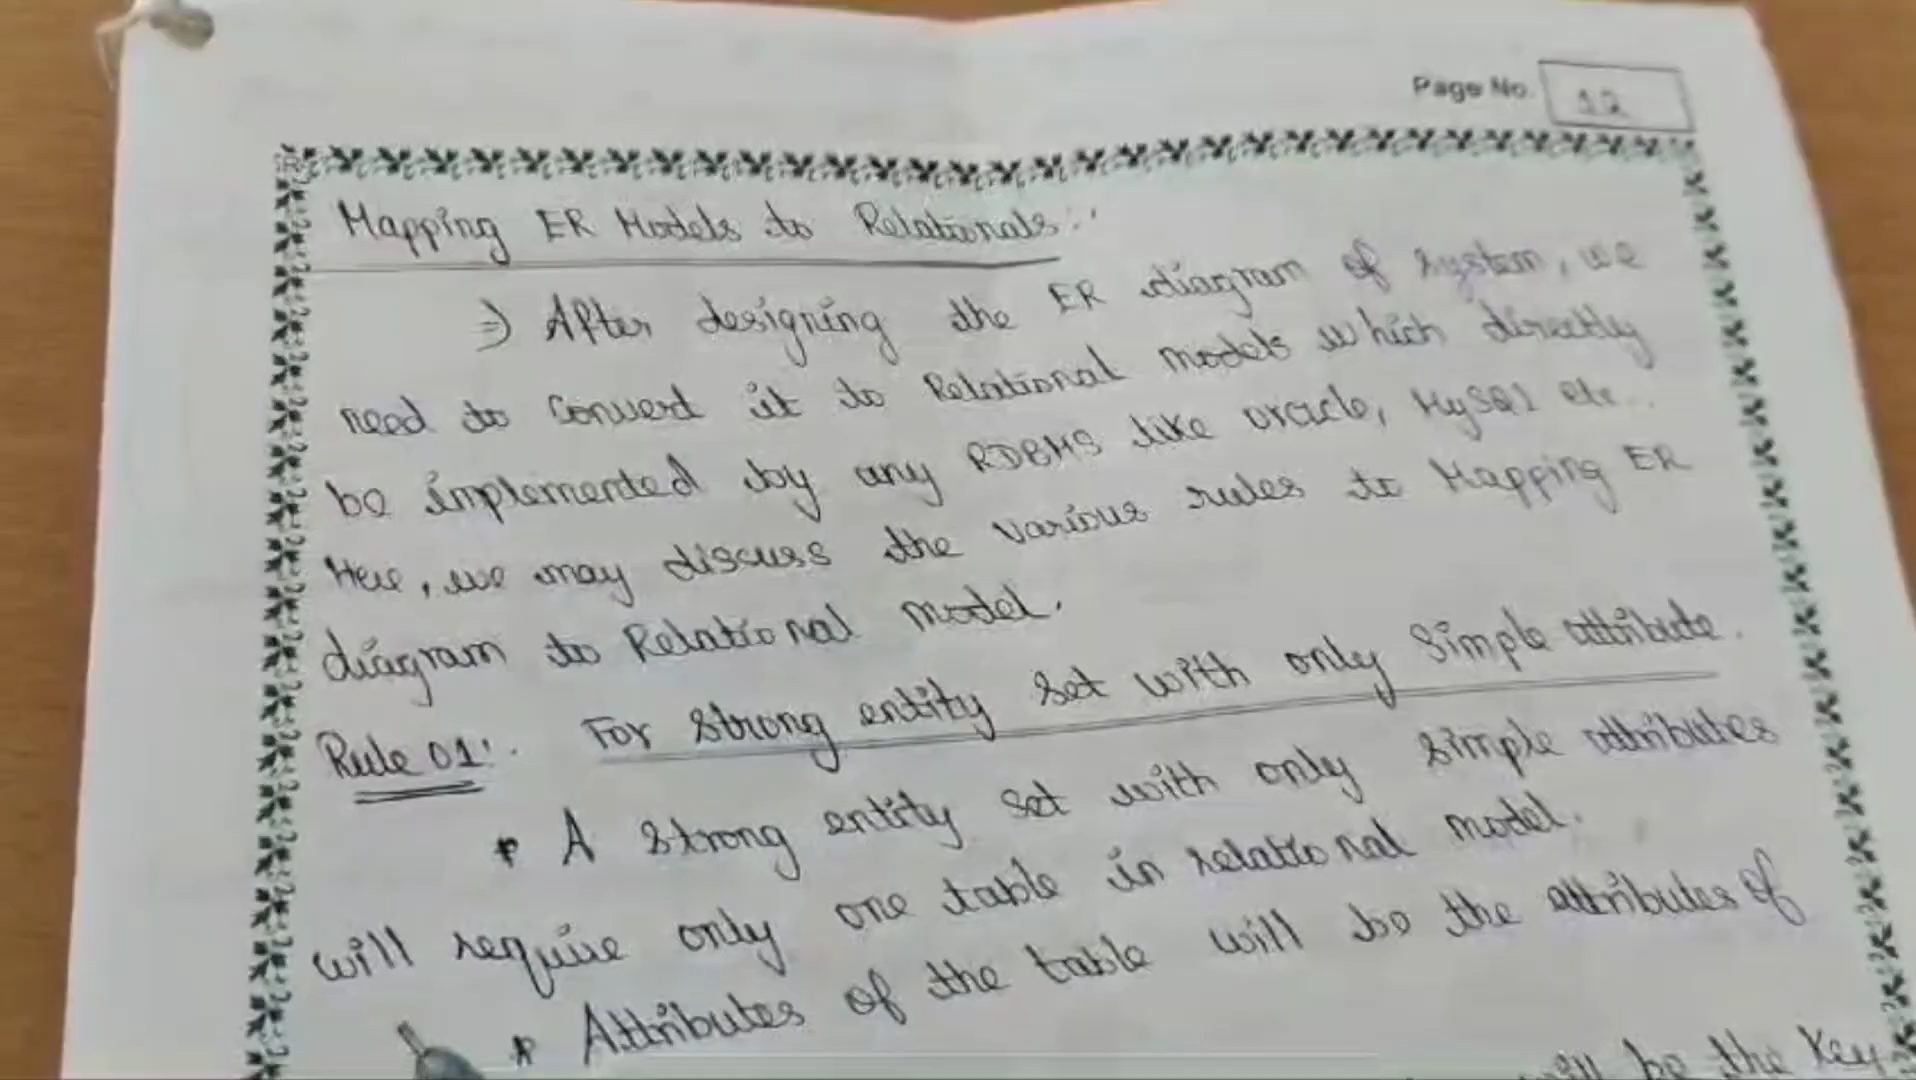 Page No. 12
Mapping ER Models to Relationals:-
⇒ After designing the ER diagram of system, we
need to convert it to Relational models which directly
be implemented by any RDBMS like oracle, MySQL etc..
Here, we may discuss the various rules to Mapping ER
diagram to Relational model.
Rule 01:. For strong entity set with only simple attribute.
* A strong entity set with only simple attributes
will require only one table in relational model.
* Attributes of the table will be the attributes of
will be the Key